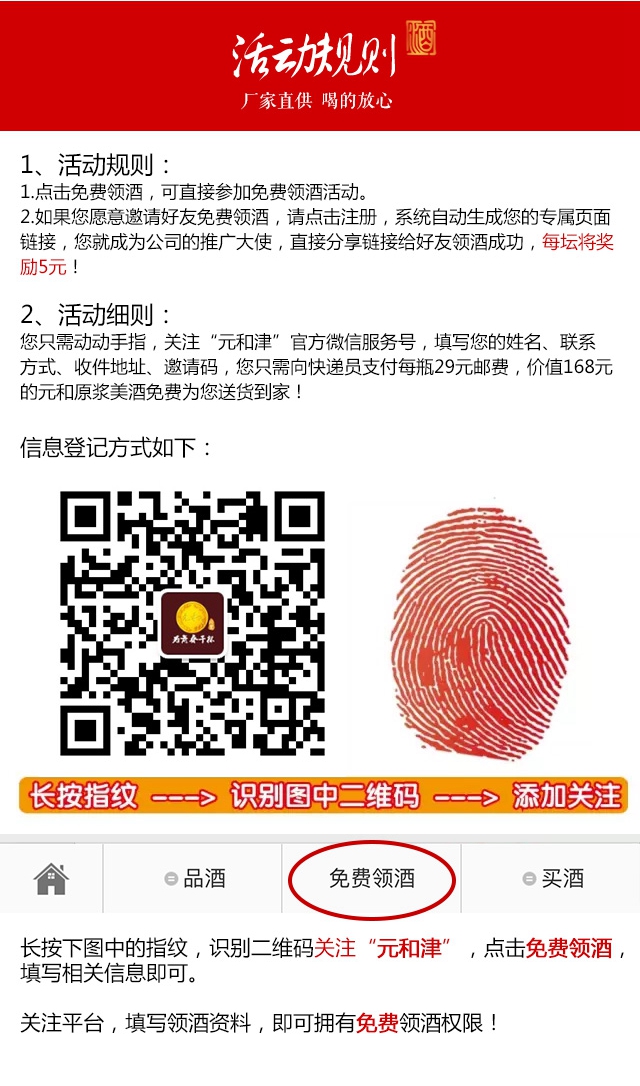 活动规则
酒
厂家直供 喝的放心
1、活动规则：
1.点击免费领酒，可直接参加免费领酒活动。
2.如果您愿意邀请好友免费领酒，请点击注册，系统自动生成您的专属页面
链接，您就成为公司的推广大使，直接分享链接给好友领酒成功，每坛将奖
励5元！
2、活动细则：
您只需动动手指，关注“元和津”官方微信服务号，填写您的姓名、联系
方式、收件地址、邀请码，您只需向快递员支付每瓶29元邮费，价值168元
的元和原浆美酒免费为您送货到家！
信息登记方式如下：
为青春干杯
长按指纹 ---> 识别图中二维码 ---> 添加关注
品酒
免费领酒
买酒
长按下图中的指纹，识别二维码关注“元和津”，点击免费领酒，
填写相关信息即可。
关注平台，填写领酒资料，即可拥有免费领酒权限！